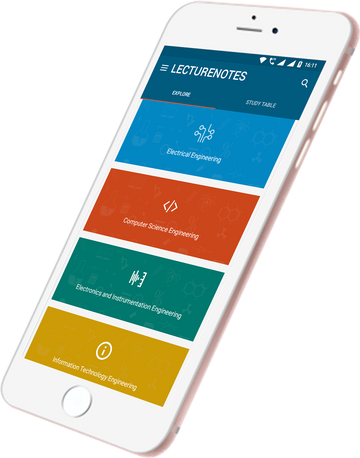 16:11
LECTURENOTES
EXPLORE
STUDY TABLE
Electrical Engineering
Computer Science Engineering
Electronics and Instrumentation Engineering
Information Technology Engineering